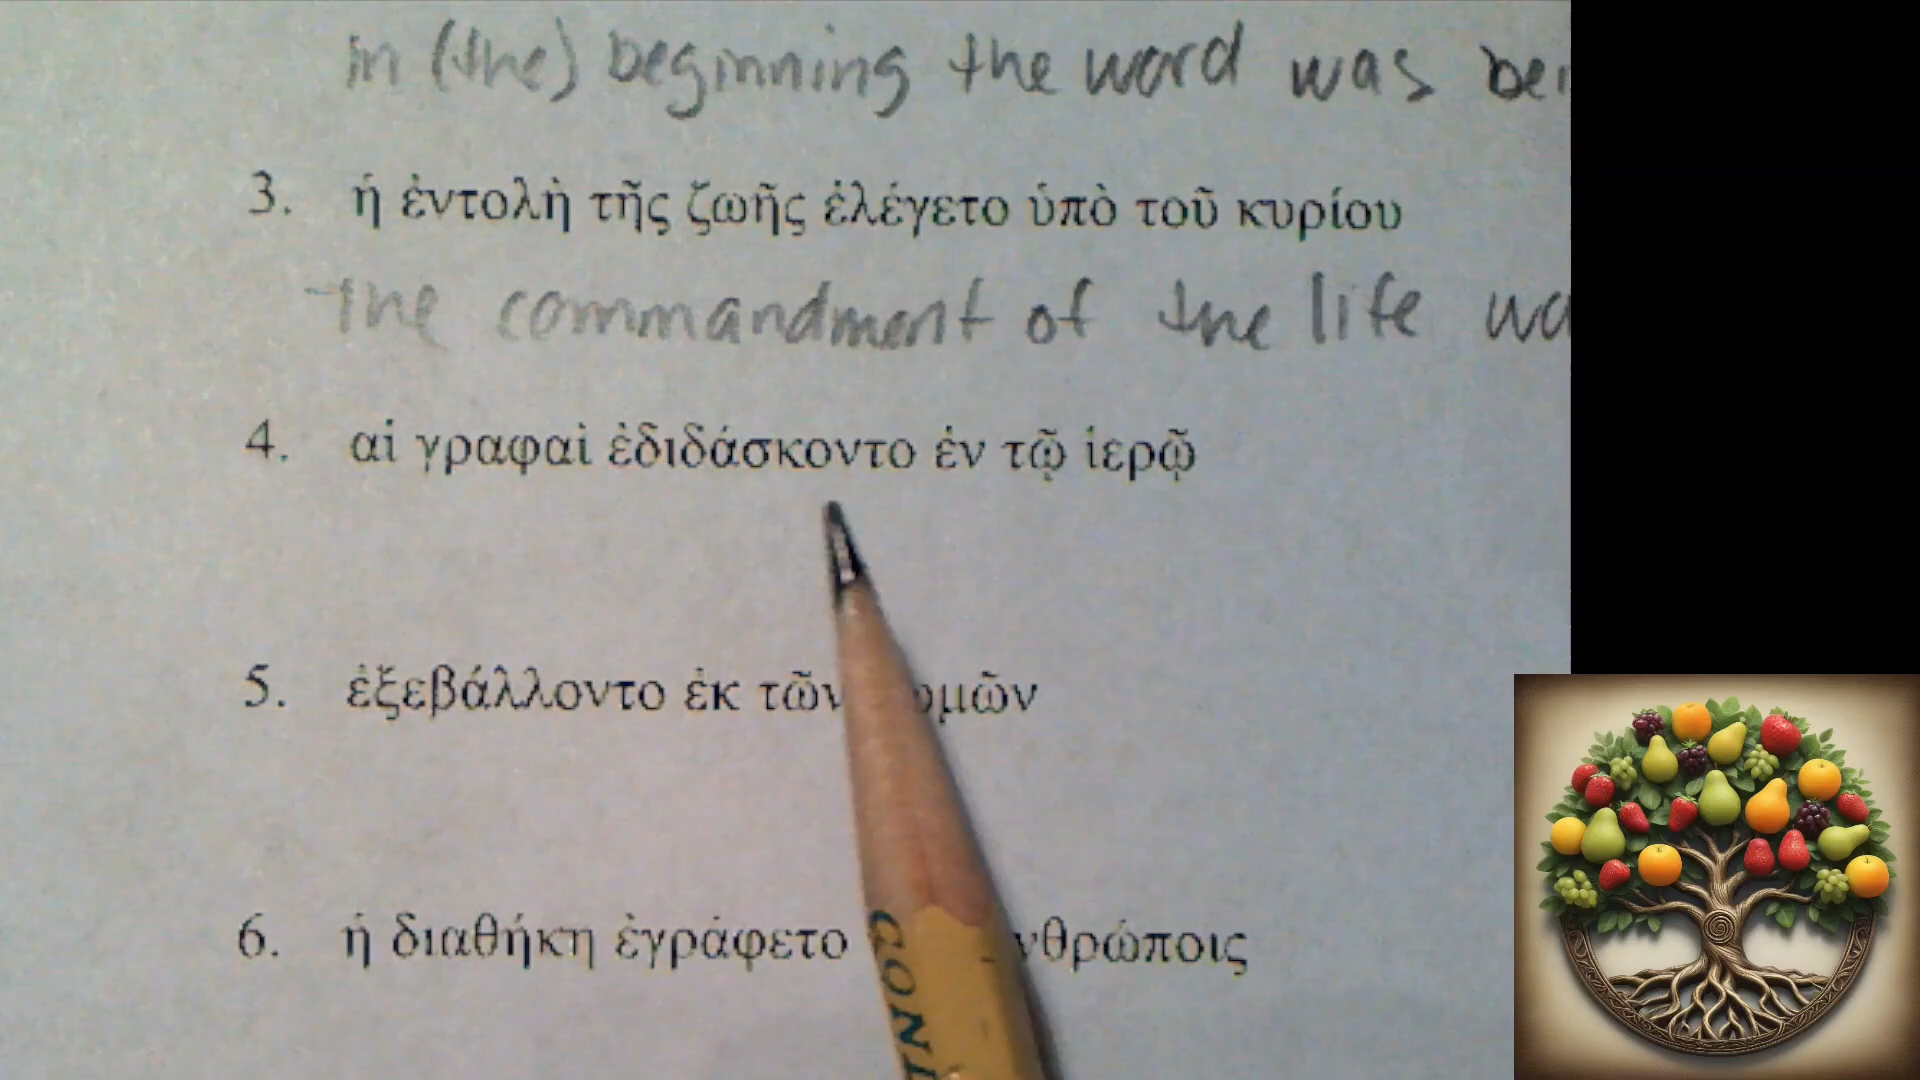 in (the) beginning the word was
3. ἡ ἐντολὴ τῆς ζωῆς ἐλέγετο ὑπὸ τοῦ κυρίου
the commandment of the life
4. αἱ γραφαὶ ἐδιδάσκοντο ἐν τῷ ἱερῷ
5. ἐξεβάλλοντο ἐκ τῶν
6. ἡ διαθήκη ἐγράφετο
CONTI